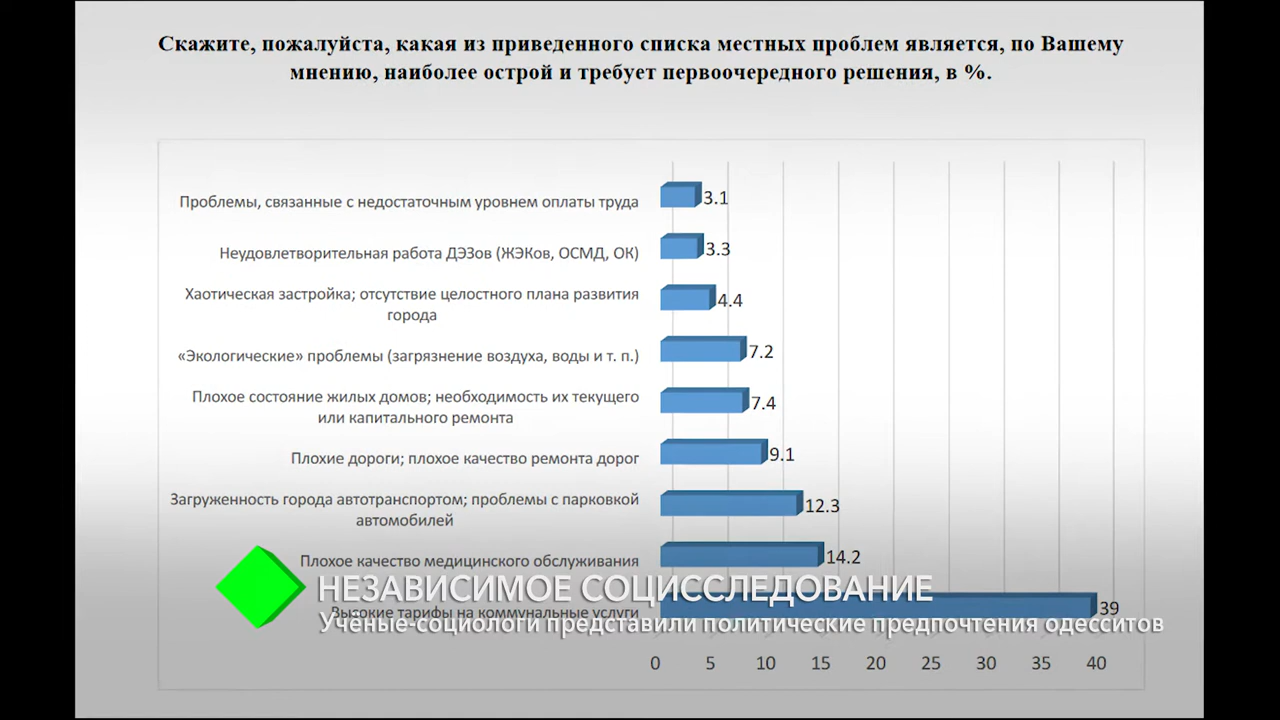 Скажите, пожалуйста, какая из приведенного списка местных проблем является, по Вашему
мнению, наиболее острой и требует первоочередного решения, в %.
Проблемы, связанные с недостаточным уровнем оплаты труда
3.1
Неудовлетворительная работа ДЭЗов (ЖЭКов, ОСМД, ОК)
3.3
Хаотическая застройка; отсутствие целостного плана развития
города
4.4
«Экологические» проблемы (загрязнение воздуха, воды и т. п.)
7.2
Плохое состояние жилых домов; необходимость их текущего
или капитального ремонта
7.4
Плохие дороги; плохое качество ремонта дорог
9.1
Загруженность города автотранспортом; проблемы с парковкой
автомобилей
12.3
Плохое качество медицинского обслуживания
14.2
НЕЗАВИСИМОЕ СОЦИССЛЕДОВАНИЕ
Высокие тарифы на коммунальные услуги
39
Учёные-социологи представили политические предпочтения одесситов
0 5 10 15 20 25 30 35 40